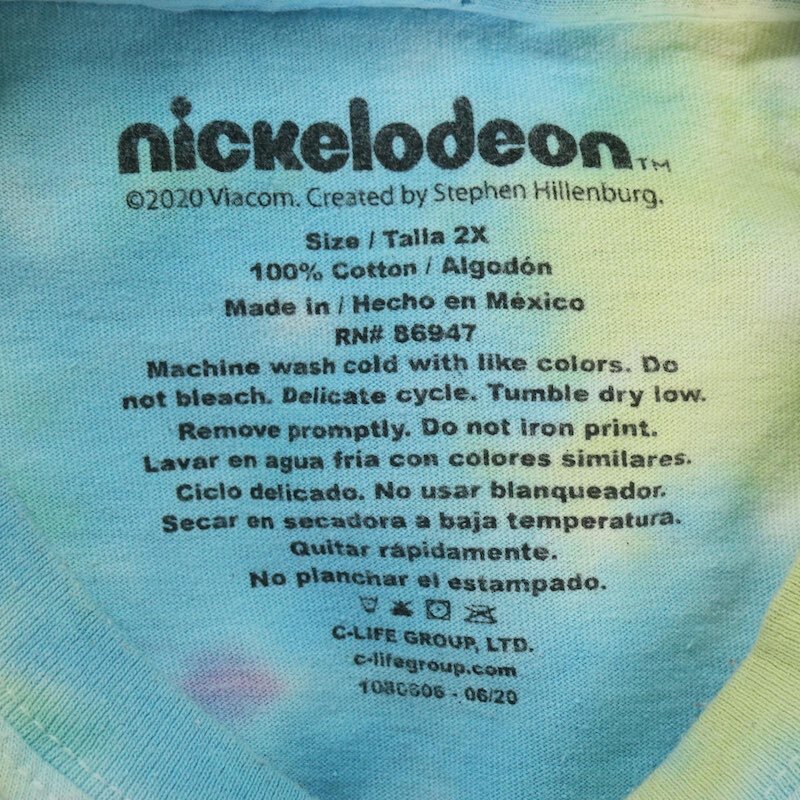 nickelodeon™
©2020 Viacom. Created by Stephen Hillenburg.
Size / Talla 2X
100% Cotton / Algodón
Made in / Hecho en México
RN# 86947
Machine wash cold with like colors. Do
not bleach. Delicate cycle. Tumble dry low.
Remove promptly. Do not iron print.
Lavar en agua fria con colores similares.
Ciclo delicado. No usar blanqueador.
Secar en secadora a baja temperatura.
Quitar rápidamente.
No planchar el estampado.
C-LIFE GROUP, LTD.
c-lifegroup.com
- 06/20